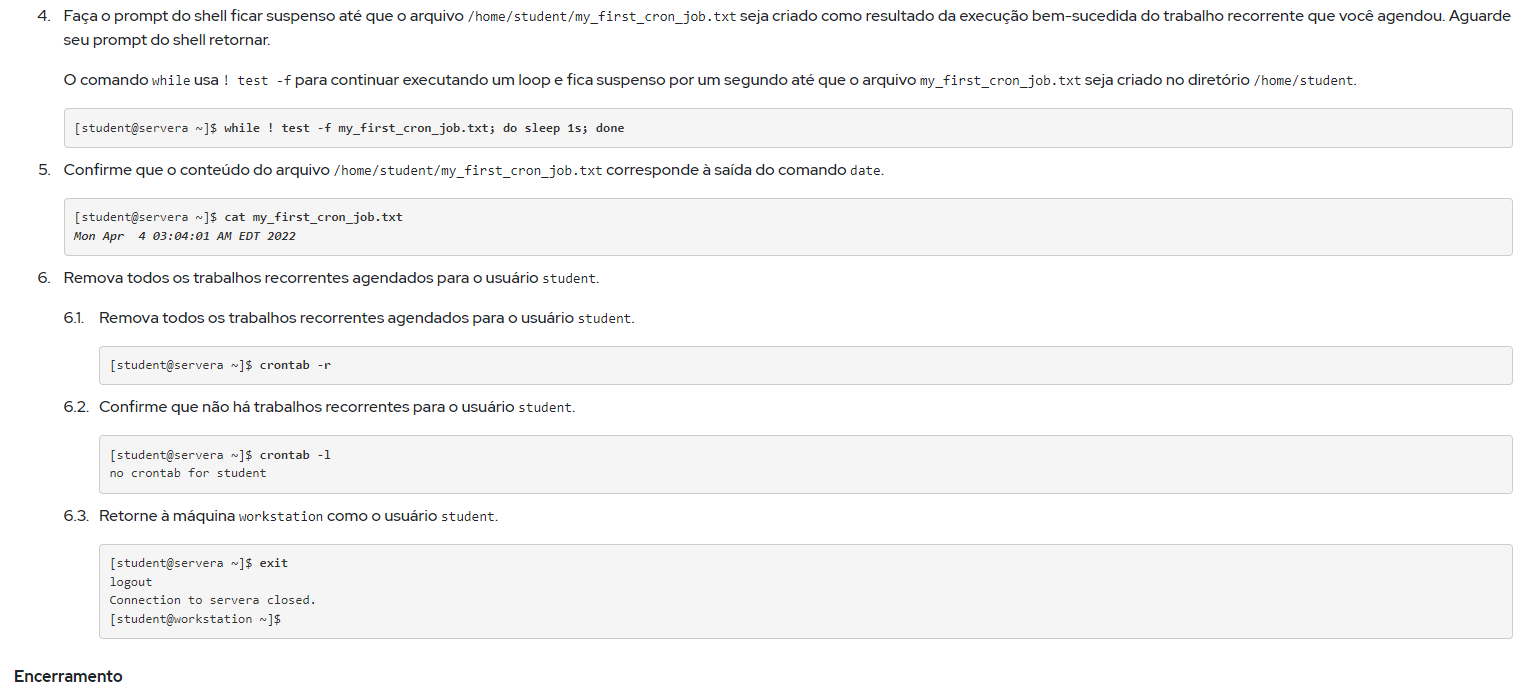 4. Faça o prompt do shell ficar suspenso até que o arquivo /home/student/my_first_cron_job.txt seja criado como resultado da execução bem-sucedida do trabalho recorrente que você agendou. Aguarde
seu prompt do shell retornar.
O comando while usa ! test -f para continuar executando um loop e fica suspenso por um segundo até que o arquivo my_first_cron_job.txt seja criado no diretório /home/student.
[student@servera ~]$ while ! test -f my_first_cron_job.txt; do sleep 1s; done
5. Confirme que o conteúdo do arquivo /home/student/my_first_cron_job.txt corresponde à saída do comando date.
[student@servera ~]$ cat my_first_cron_job.txt
Mon Apr  4 03:04:01 AM EDT 2022
6. Remova todos os trabalhos recorrentes agendados para o usuário student.
6.1. Remova todos os trabalhos recorrentes agendados para o usuário student.
[student@servera ~]$ crontab -r
6.2. Confirme que não há trabalhos recorrentes para o usuário student.
[student@servera ~]$ crontab -l
no crontab for student
6.3. Retorne à máquina workstation como o usuário student.
[student@servera ~]$ exit
logout
Connection to servera closed.
[student@workstation ~]$
Encerramento